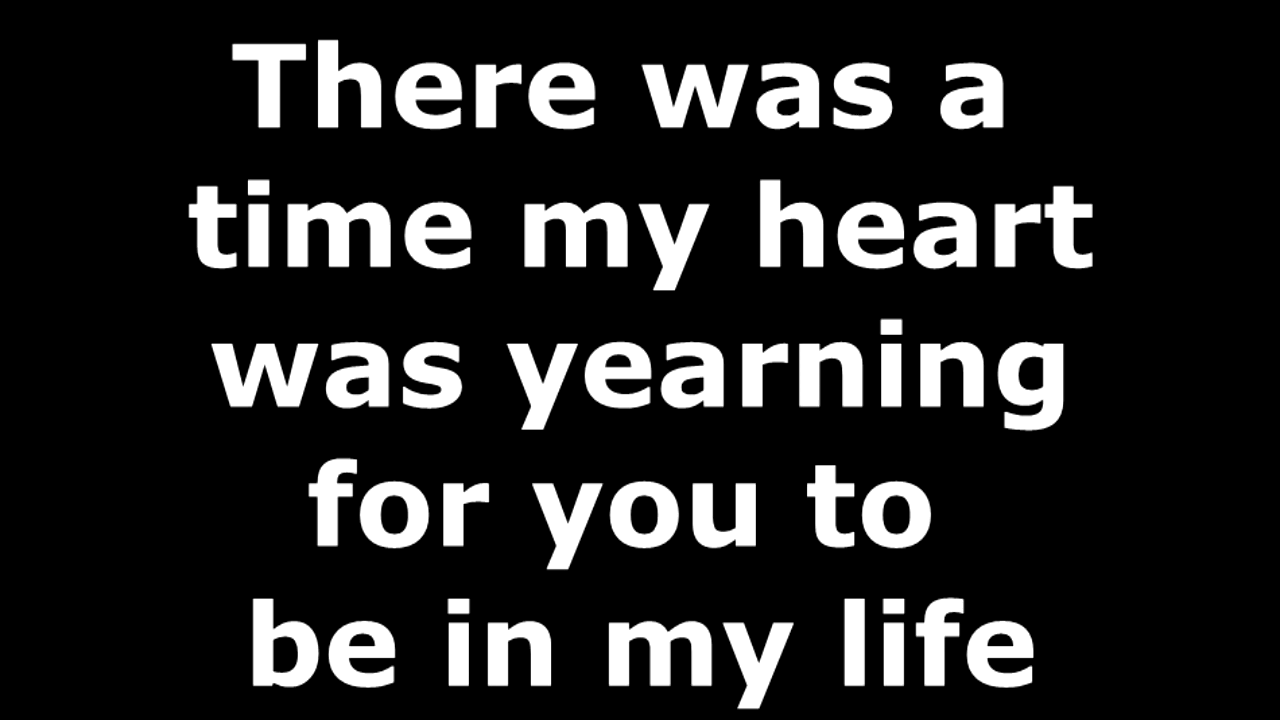 There was a
time my heart
was yearning
for you to
be in my life